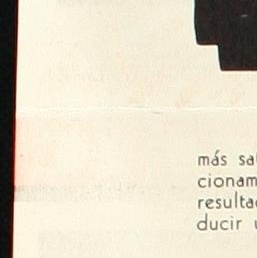 más sa
cionam
resulta
ducir